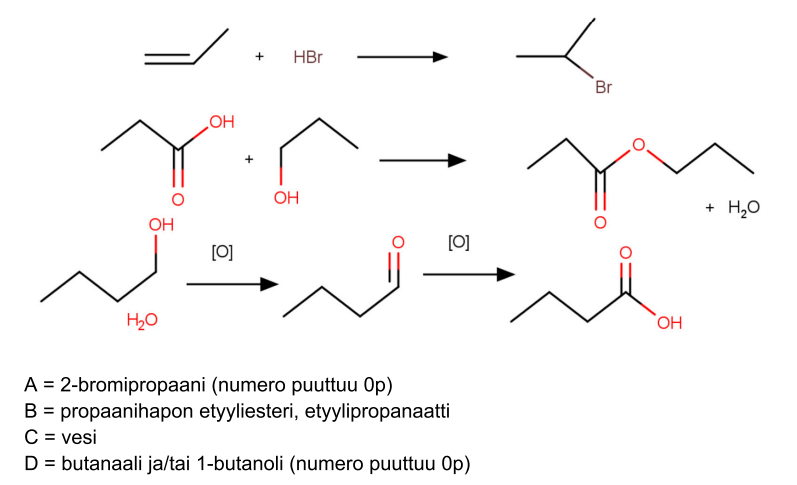 + HBr
Br
OH
+
O
OH
O
O
+ H₂O
OH
[O]
O
[O]
O
H₂O
OH
A = 2-bromipropaani (numero puuttuu 0p)
B = propaanihapon etyyliesteri, etyylipropanaatti
C = vesi
D = butanaali ja/tai 1-butanoli (numero puuttuu 0p)